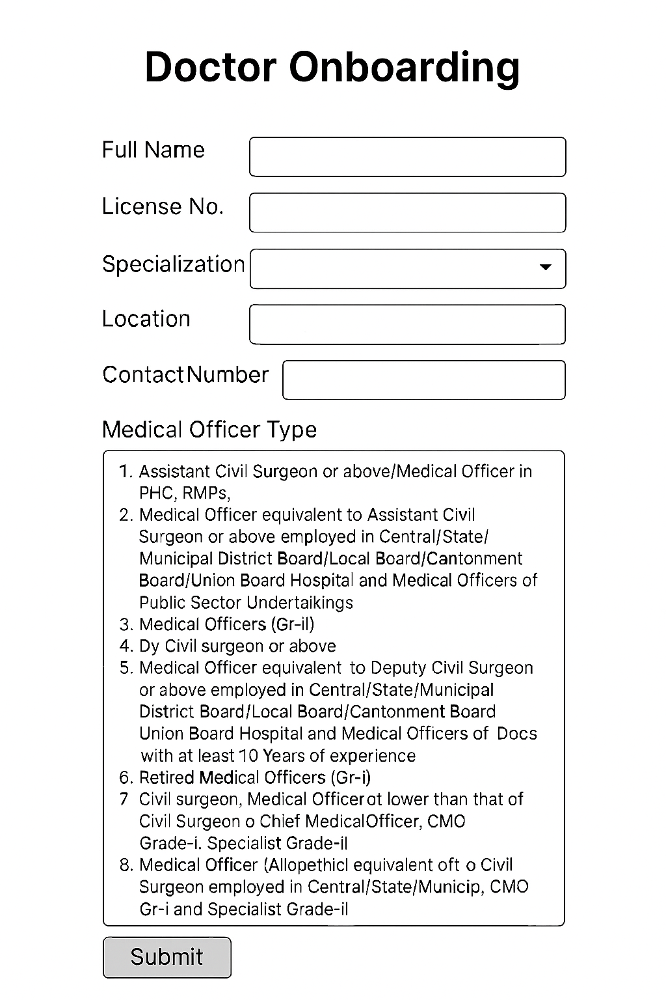 Doctor Onboarding
Full Name
License No.
Specialization
Location
Contact Number
Medical Officer Type
1. Assistant Civil Surgeon or above/Medical Officer in
PHC, RMPs,
2. Medical Officer equivalent to Assistant Civil
Surgeon or above employed in Central/State/
Municipal District Board/Local Board/Cantonment
Board/Union Board Hospital and Medical Officers of
Public Sector Undertaikings
3. Medical Officers (Gr-il)
4. Dy Civil surgeon or above
5. Medical Officer equivalent to Deputy Civil Surgeon
or above employed in Central/State/Municipal
District Board/Local Board/Cantonment Board
Union Board Hospital and Medical Officers of Docs
with at least 10 Years of experience
6. Retired Medical Officers (Gr-i)
7 Civil surgeon, Medical Officerot lower than that of
Civil Surgeon o Chief MedicalOfficer, CMO
Grade-i. Specialist Grade-il
8. Medical Officer (Allopethicl equivalent oft o Civil
Surgeon employed in Central/State/Municip, CMO
Gr-i and Specialist Grade-il
Submit